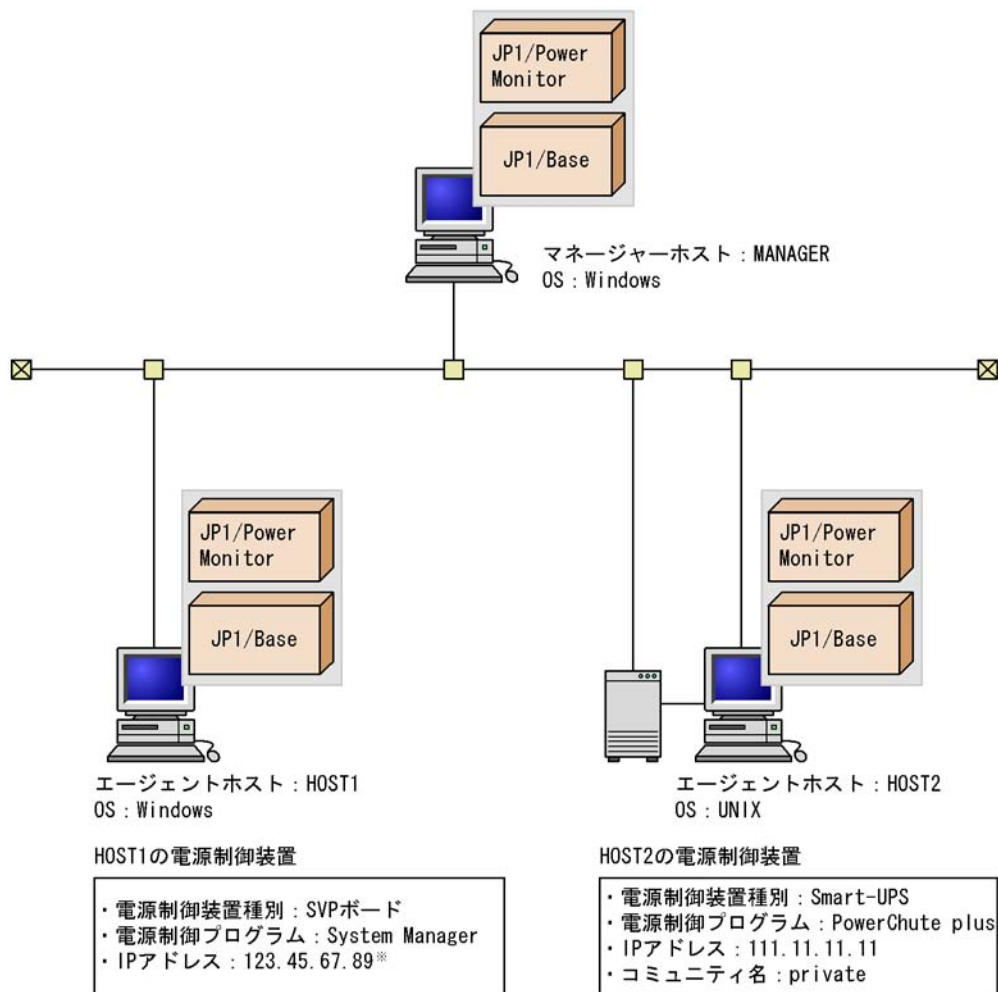 JP1/Power
Monitor
JP1/Base
マネージャーホスト：MANAGER
OS：Windows
JP1/Power
Monitor
JP1/Base
エージェントホスト：HOST1
OS：Windows
JP1/Power
Monitor
JP1/Base
エージェントホスト：HOST2
OS：UNIX
HOST1の電源制御装置
・電源制御装置種別：SVPボード
・電源制御プログラム：System Manager
・IPアドレス：123.45.67.89※
HOST2の電源制御装置
・電源制御装置種別：Smart-UPS
・電源制御プログラム：PowerChute plus
・IPアドレス：111.11.11.11
・コミュニティ名：private